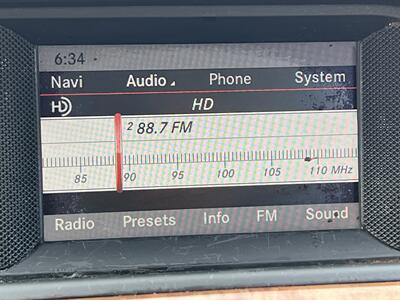 6:34
Navi Audio Phone System
HD HD
2 88.7 FM
85 90 95 100 105 110 MHz
Radio Presets Info FM Sound